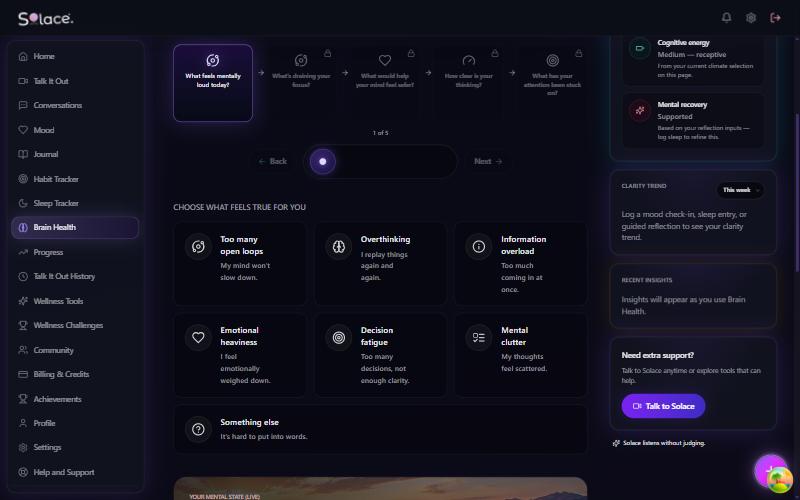 Solace.
Home
Talk It Out
Conversations
Mood
Journal
Habit Tracker
Sleep Tracker
Brain Health
Progress
Talk It Out History
Wellness Tools
Wellness Challenges
Community
Billing & Credits
Achievements
Profile
Settings
Help and Support
What feels mentally
loud today?
What's draining your
focus?
What would help
your mind feel safer?
How clear is your
thinking?
What has your
attention been stuck
on?
1 of 5
Back
Next
CHOOSE WHAT FEELS TRUE FOR YOU
Too many
open loops
My mind won't
slow down.
Overthinking
I replay things
again and
again.
Information
overload
Too much
coming in at
once.
Emotional
heaviness
I feel
emotionally
weighed down.
Decision
fatigue
Too many
decisions, not
enough clarity.
Mental
clutter
My thoughts
feel scattered.
Something else
It's hard to put into words.
YOUR MENTAL STATE (LIVE)
Cognitive energy
Medium — receptive
From your current climate selection
on this page.
Mental recovery
Supported
Based on your reflection inputs —
log sleep to refine this.
CLARITY TREND
This week
Log a mood check-in, sleep entry, or
guided reflection to see your clarity
trend.
RECENT INSIGHTS
Insights will appear as you use Brain
Health.
Need extra support?
Talk to Solace anytime or explore tools that can
help.
Talk to Solace
Solace listens without judging.